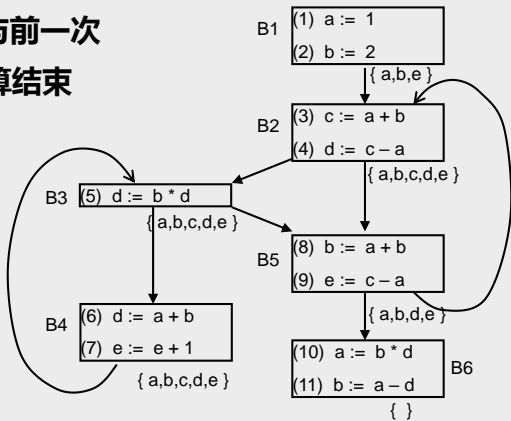 与前一次
算结束
B1
(1) a := 1
(2) b := 2
{ a,b,e }
B2
(3) c := a + b
(4) d := c – a
{ a,b,c,d,e }
B3
(5) d := b * d
{ a,b,c,d,e }
B5
(8) b := a + b
(9) e := c – a
{ a,b,d,e }
B4
(6) d := a + b
(7) e := e + 1
{ a,b,c,d,e }
(10) a := b * d
(11) b := a – d
B6
{ }